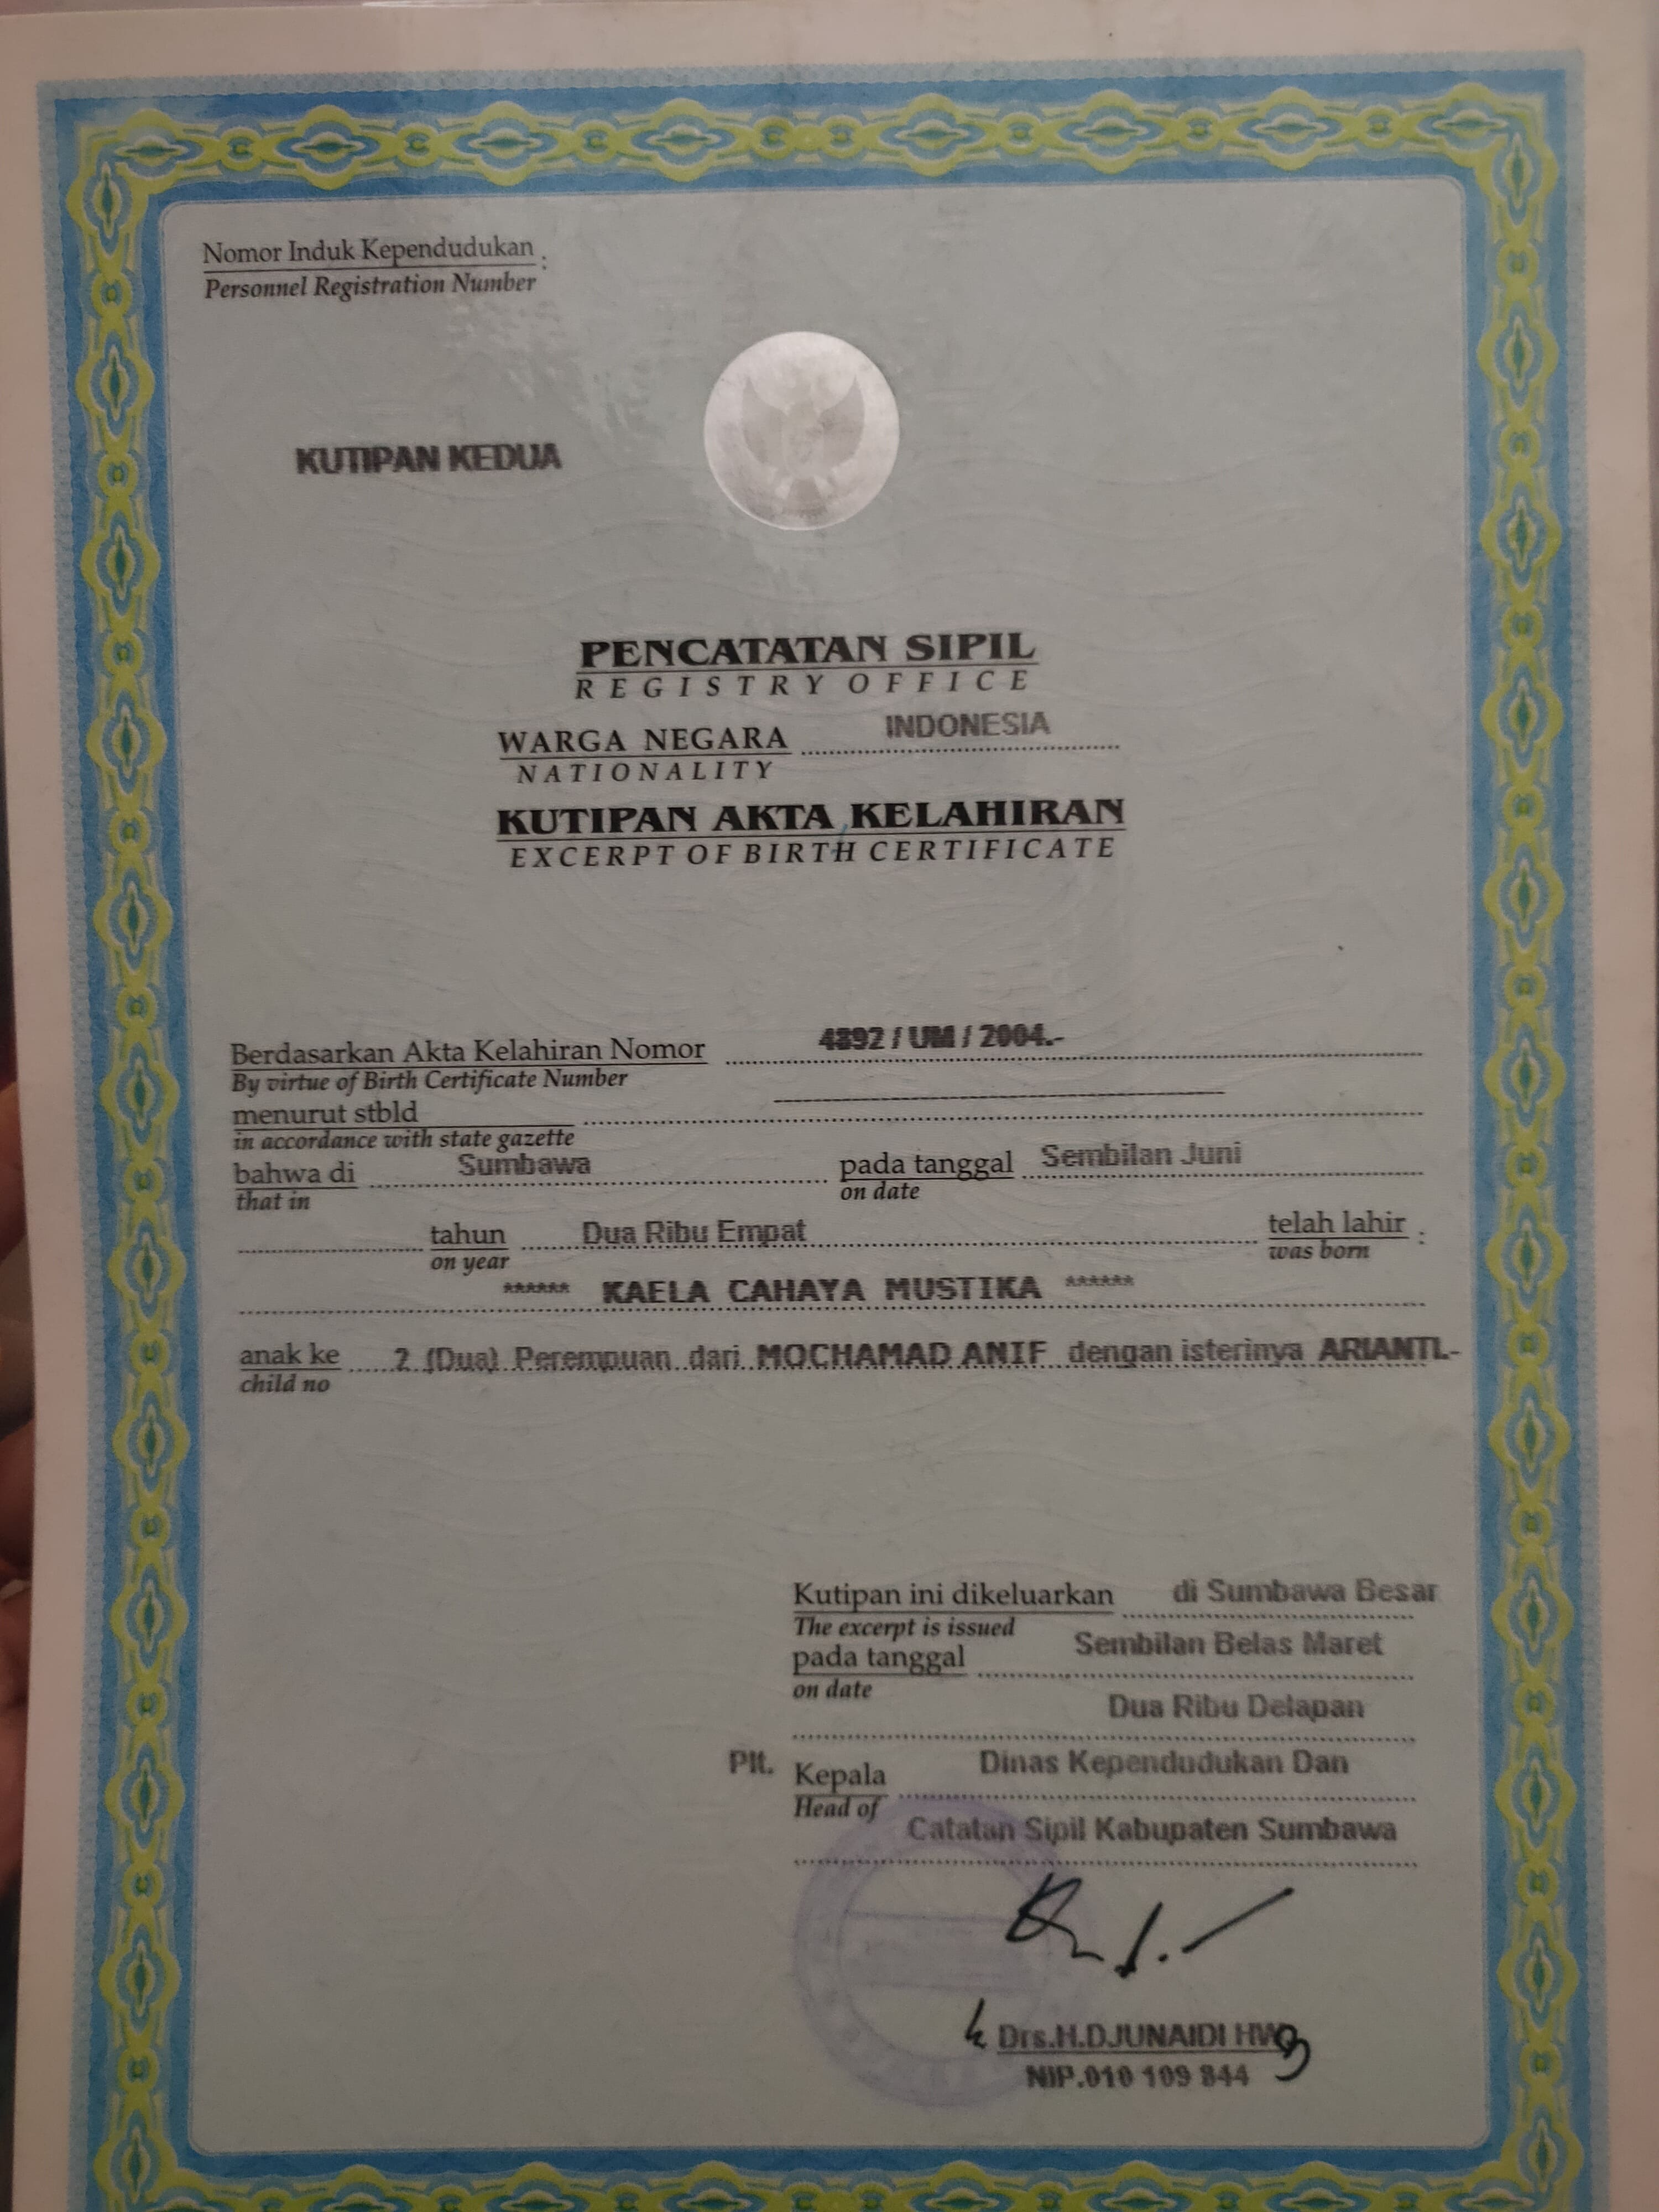 Nomor Induk Kependudukan :
Personnel Registration Number
KUTIPAN KEDUA
PENCATATAN SIPIL
REGISTRY OFFICE
WARGA NEGARA INDONESIA
NATIONALITY
KUTIPAN AKTA KELAHIRAN
EXCERPT OF BIRTH CERTIFICATE
Berdasarkan Akta Kelahiran Nomor 4892 / UM / 2004.-
By virtue of Birth Certificate Number
menurut stbld
in accordance with state gazette
bahwa di Sumbawa pada tanggal Sembilan Juni
that in on date
tahun Dua Ribu Empat telah lahir :
on year was born
****** KAELA CAHAYA MUSTIKA ******
anak ke 2 (Dua) Perempuan dari MOCHAMAD ANIF dengan isterinya ARIANTI.-
child no
Kutipan ini dikeluarkan di Sumbawa Besar
The excerpt is issued
pada tanggal Sembilan Belas Maret
on date
Dua Ribu Delapan
Plt. Kepala Dinas Kependudukan Dan
Head of
Catatan Sipil Kabupaten Sumbawa
Drs.H.DJUNAIDI
NIP.010 109 844